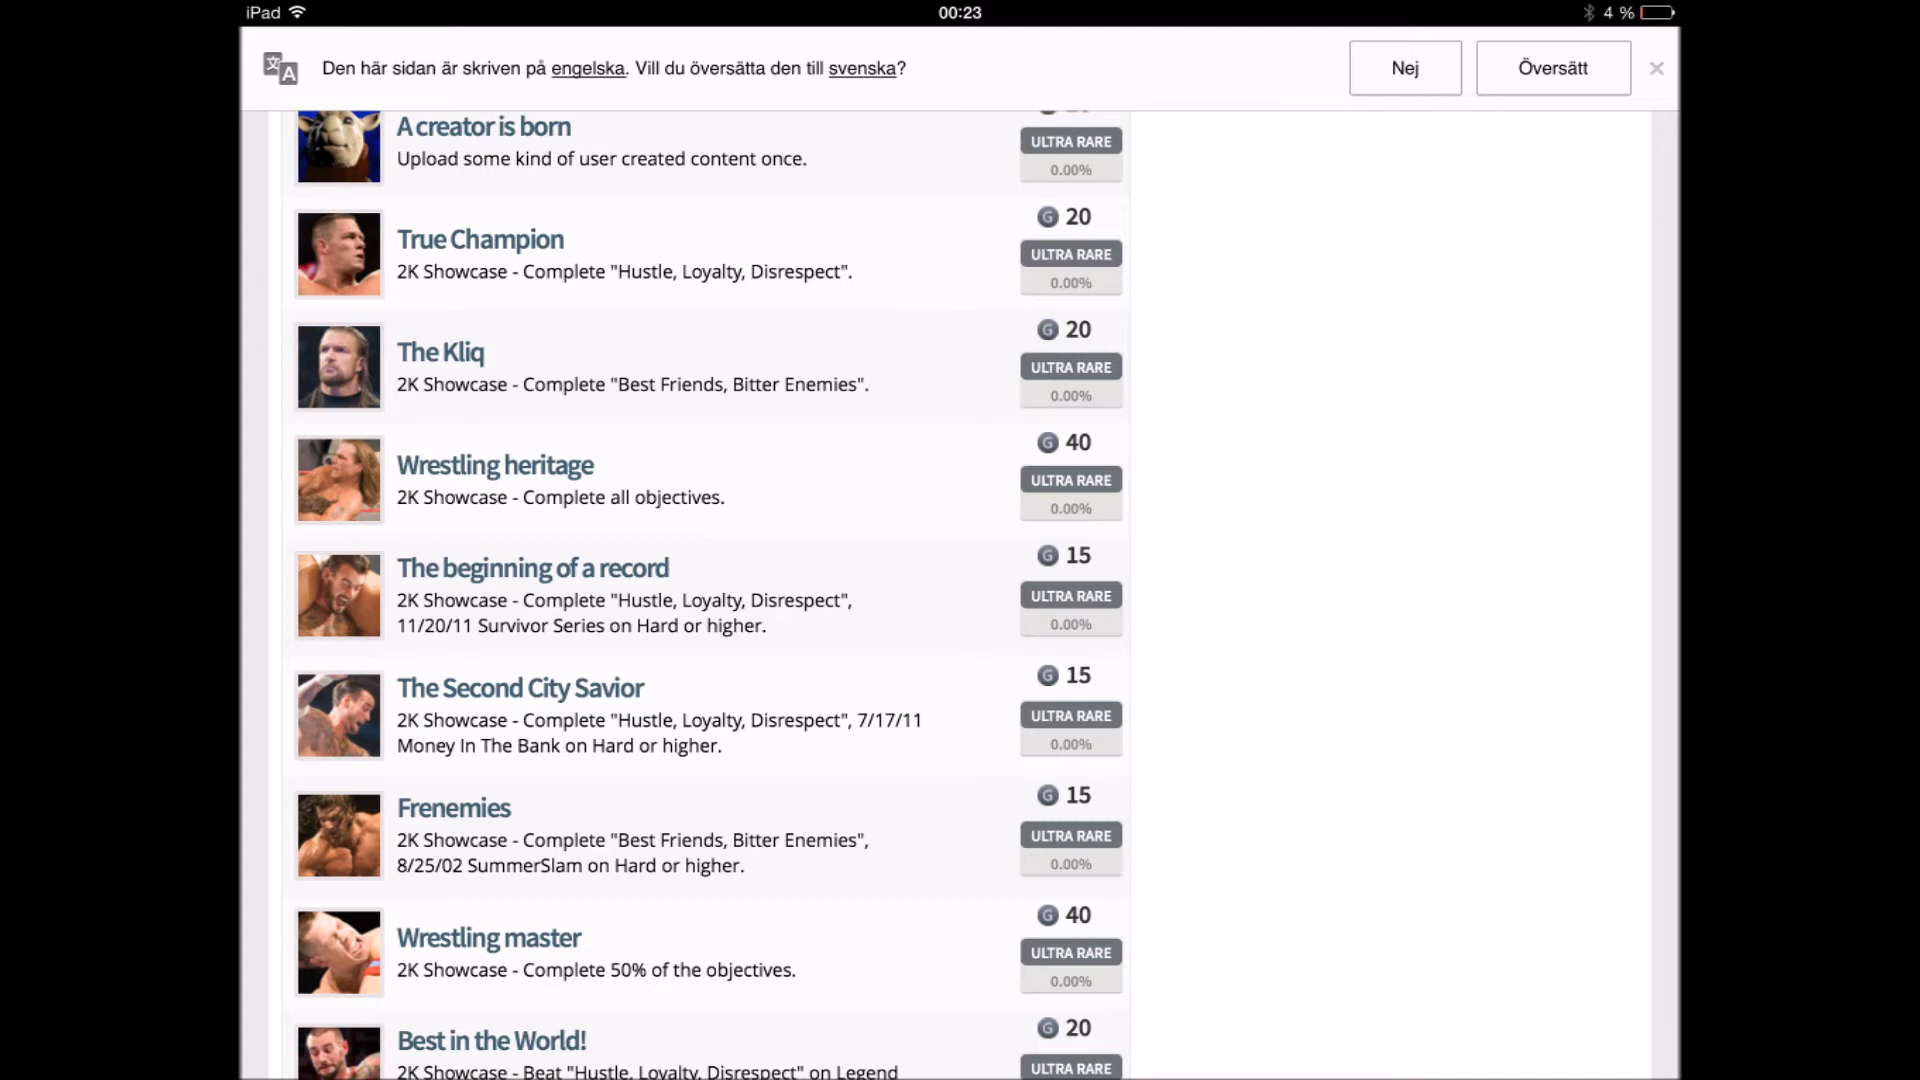 iPad
00:23
4 %
Den här sidan är skriven på engelska. Vill du översätta den till svenska?
Nej
Översätt
A creator is born
Upload some kind of user created content once.
ULTRA RARE
0.00%
True Champion
2K Showcase - Complete "Hustle, Loyalty, Disrespect".
G 20
ULTRA RARE
0.00%
The Kliq
2K Showcase - Complete "Best Friends, Bitter Enemies".
G 20
ULTRA RARE
0.00%
Wrestling heritage
2K Showcase - Complete all objectives.
G 40
ULTRA RARE
0.00%
The beginning of a record
2K Showcase - Complete "Hustle, Loyalty, Disrespect",
11/20/11 Survivor Series on Hard or higher.
G 15
ULTRA RARE
0.00%
The Second City Savior
2K Showcase - Complete "Hustle, Loyalty, Disrespect", 7/17/11
Money In The Bank on Hard or higher.
G 15
ULTRA RARE
0.00%
Frenemies
2K Showcase - Complete "Best Friends, Bitter Enemies",
8/25/02 SummerSlam on Hard or higher.
G 15
ULTRA RARE
0.00%
Wrestling master
2K Showcase - Complete 50% of the objectives.
G 40
ULTRA RARE
0.00%
Best in the World!
2K Showcase - Beat "Hustle, Loyalty, Disrespect" on Legend
G 20
ULTRA RARE